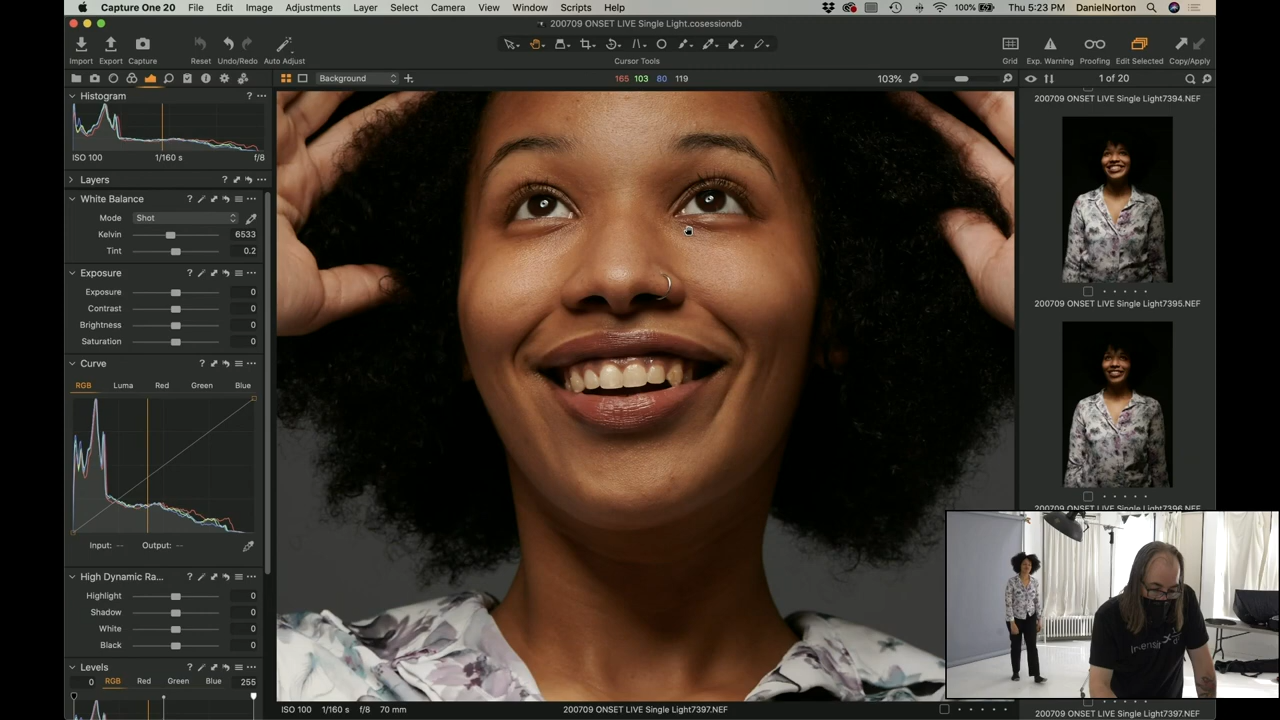 Capture One 20 File Edit Image Adjustments Layer Select Camera View Window Scripts Help 100% Thu 5:23 PM DanielNorton
200709 ONSET LIVE Single Light.cosessiondb
Import Export Capture Reset Undo/Redo Auto Adjust Cursor Tools Grid Exp. Warning Proofing Edit Selected Copy/Apply
Background 165 103 80 119 103% 1 of 20
Histogram ?
ISO 100 1/160 s f/8
Layers ?
White Balance ?
Mode Shot
Kelvin 6533
Tint 0.2
Exposure ?
Exposure 0
Contrast 0
Brightness 0
Saturation 0
Curve ?
RGB Luma Red Green Blue
Input: -- Output: --
High Dynamic Ra... ?
Highlight 0
Shadow 0
White 0
Black 0
Levels ?
0 RGB Red Green Blue 255
ISO 100 1/160 s f/8 70 mm 200709 ONSET LIVE Single Light7397.NEF
200709 ONSET LIVE Single Light7394.NEF
200709 ONSET LIVE Single Light7395.NEF
200709 ONSET LIVE Single Light7396.NEF
200709 ONSET LIVE Single Light7397.NEF